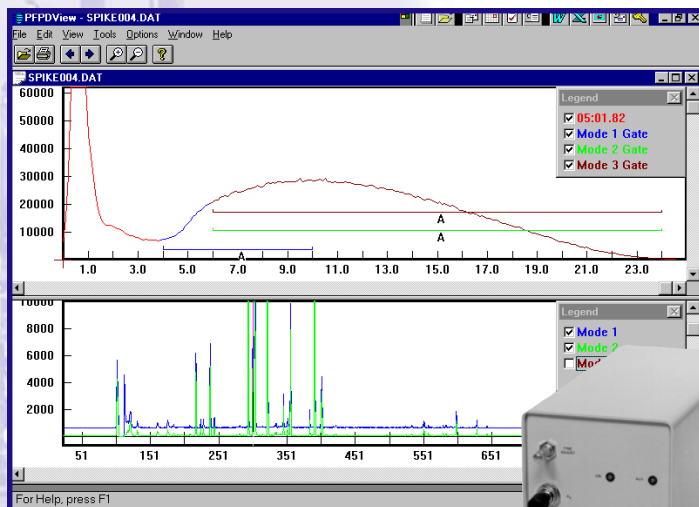 PFPDView - SPIKE004.DAT
File Edit View Tools Options Window Help
SPIKE004.DAT
60000
50000
40000
30000
20000
10000
Legend
05:01.82
Mode 1 Gate
Mode 2 Gate
Mode 3 Gate
A
A
A
1.0 3.0 5.0 7.0 9.0 11.0 13.0 15.0 17.0 19.0 21.0 23.0
10000
8000
6000
4000
2000
Legend
Mode 1
Mode 2
51 151 251 351 451 551 651
For Help, press F1